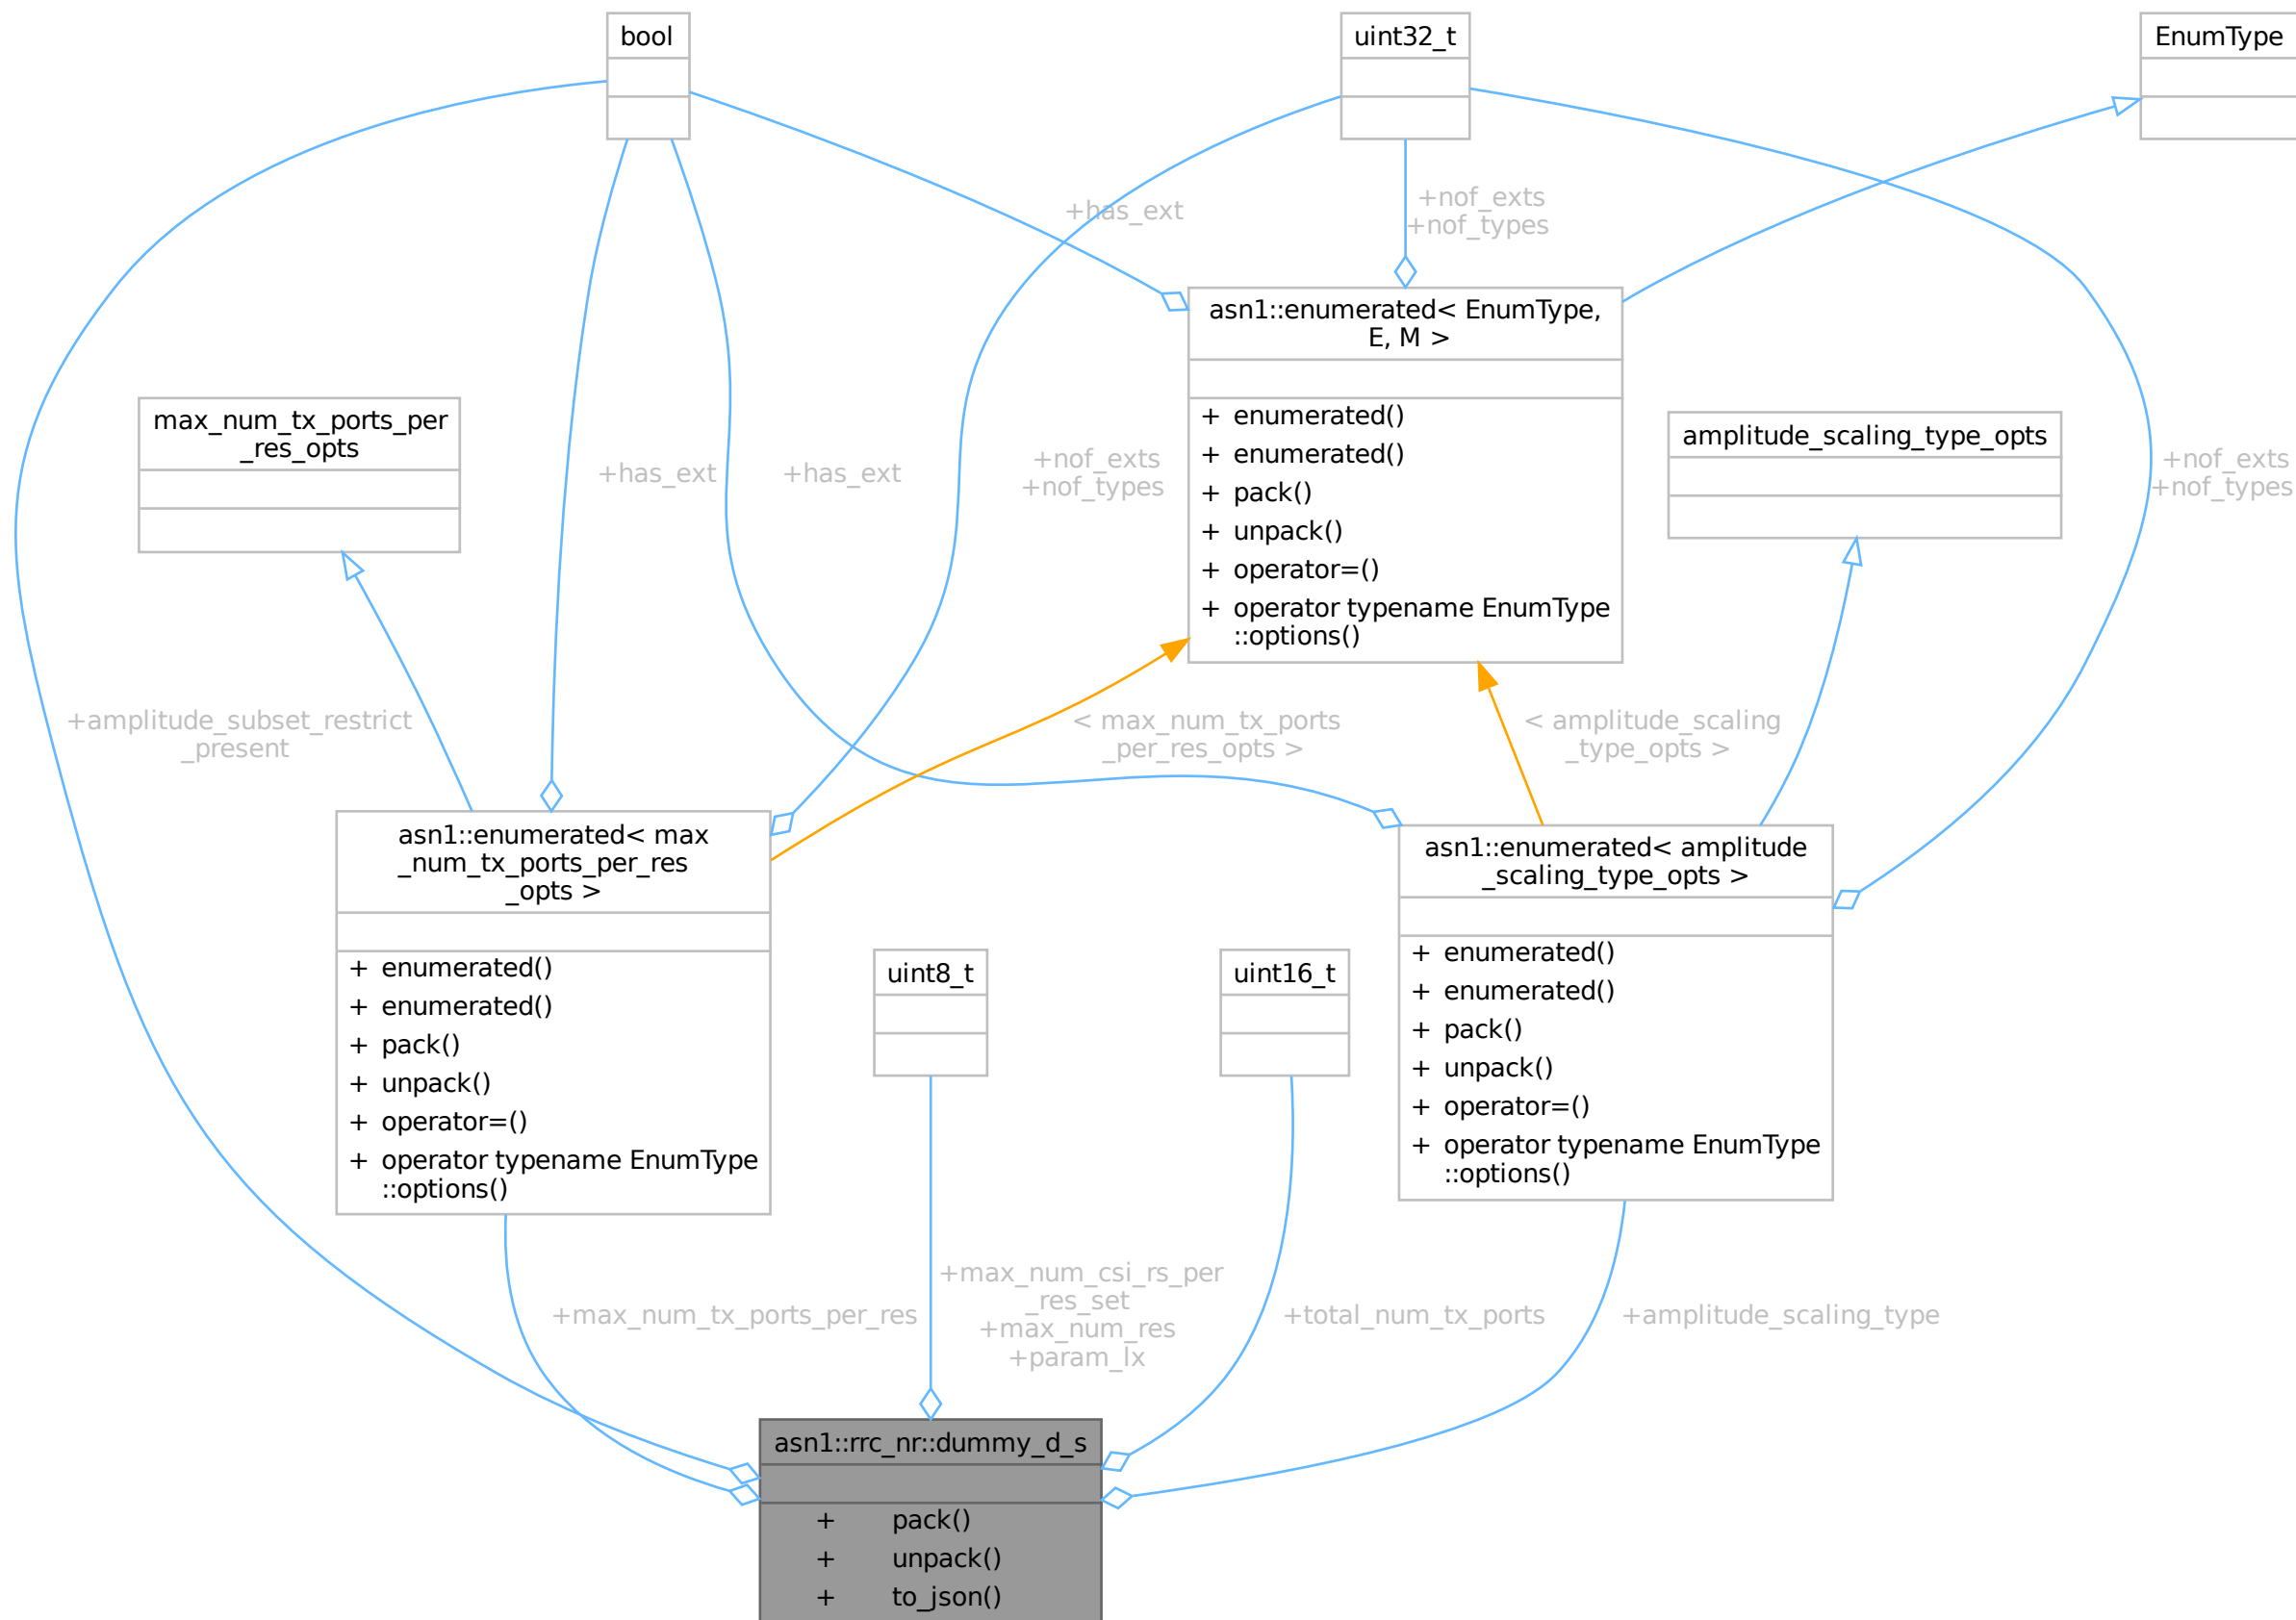 bool
uint32_t
EnumType
+has_ext
+nof_exts
+nof_types
asn1::enumerated< EnumType,
E, M >
+ enumerated()
+ enumerated()
+ pack()
+ unpack()
+ operator=()
+ operator typename EnumType
::options()
max_num_tx_ports_per
_res_opts
amplitude_scaling_type_opts
+has_ext
+has_ext
+nof_exts
+nof_types
+nof_exts
+nof_types
+amplitude_subset_restrict
_present
< max_num_tx_ports
_per_res_opts >
< amplitude_scaling
_type_opts >
asn1::enumerated< max
_num_tx_ports_per_res
_opts >
+ enumerated()
+ enumerated()
+ pack()
+ unpack()
+ operator=()
+ operator typename EnumType
::options()
uint8_t
uint16_t
asn1::enumerated< amplitude
_scaling_type_opts >
+ enumerated()
+ enumerated()
+ pack()
+ unpack()
+ operator=()
+ operator typename EnumType
::options()
+max_num_tx_ports_per_res
+max_num_csi_rs_per
_res_set
+max_num_res
+param_lx
+total_num_tx_ports
+amplitude_scaling_type
asn1::rrc_nr::dummy_d_s
+ pack()
+ unpack()
+ to_json()